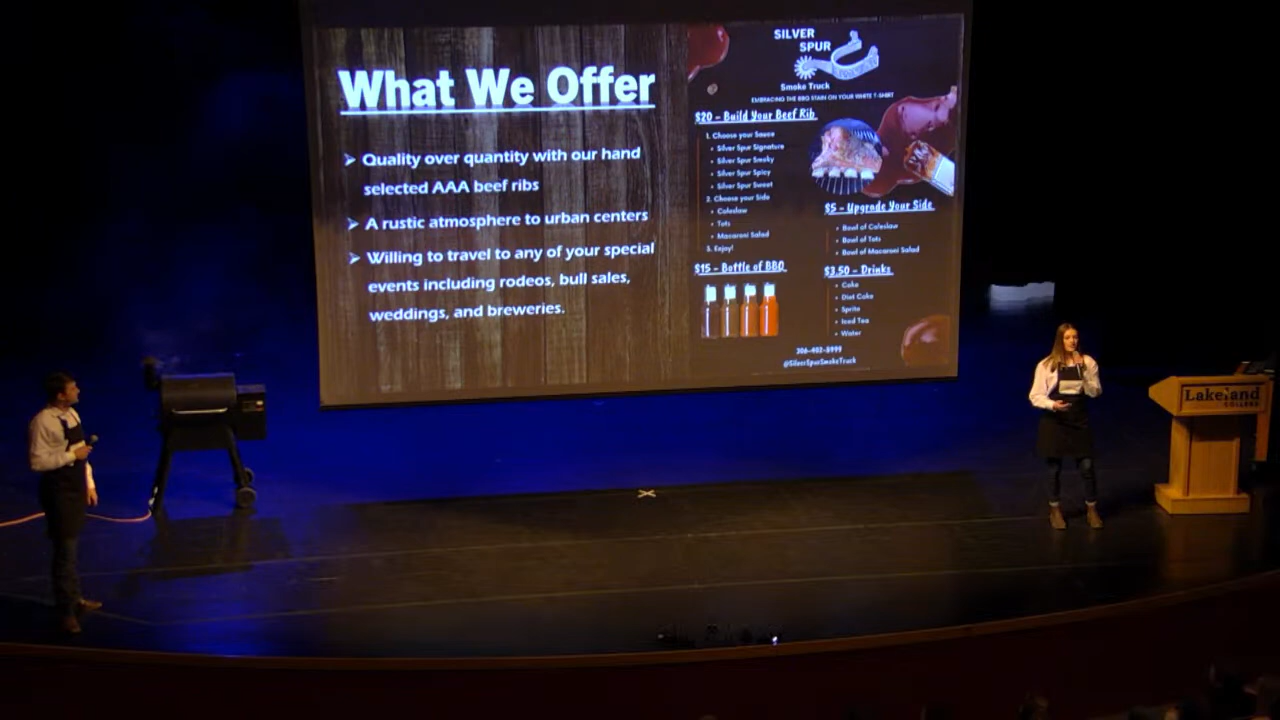 What We Offer
Quality over quantity with our hand
selected AAA beef ribs
A rustic atmosphere to urban centers
Willing to travel to any of your special
events including rodeos, bull sales,
weddings, and breweries.
SILVER
SPUR
Smoke Truck
EMBRACING THE BBQ STAIN ON YOUR WHITE T-SHIRT
$20 - Build Your Beef Rib
1. Choose your Sauce
Silver Spur Signature
Silver Spur Smoky
Silver Spur Spicy
Silver Spur Sweet
2. Choose your Side
Coleslaw
Tots
Macaroni Salad
3. Enjoy!
$15 - Bottle of BBQ
$5 - Upgrade Your Side
Bowl of Coleslaw
Bowl of Tots
Bowl of Macaroni Salad
$3.50 - Drinks
Coke
Diet Coke
Sprite
Iced Tea
Water
@SilverSpurSmokeTruck
Lakeland
COLLEGE